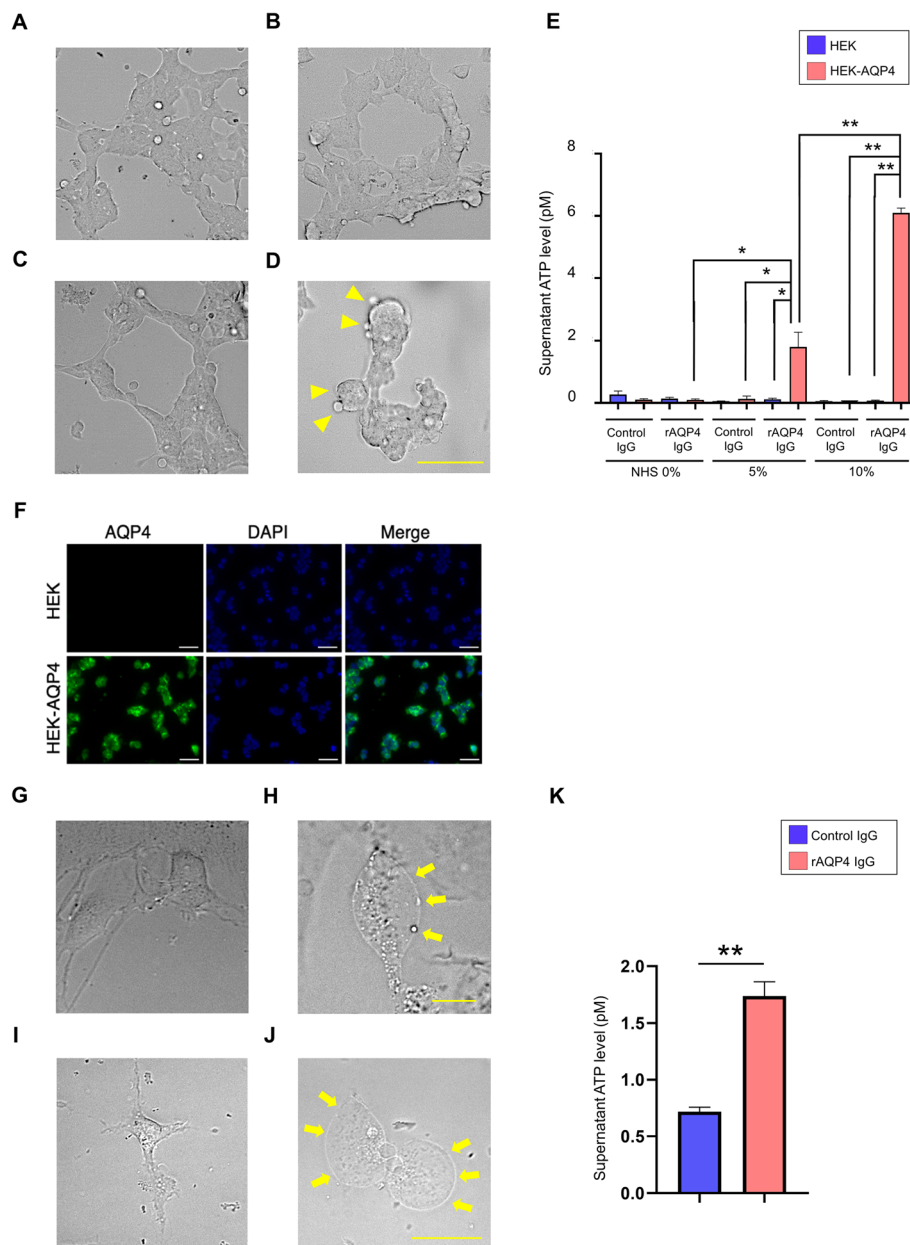 A
B
C
D
E
HEK
HEK-AQP4
Supernatant ATP level (pM)
8
6
4
2
0
**
**
**
*
*
*
Control IgG
rAQP4 IgG
Control IgG
rAQP4 IgG
Control IgG
rAQP4 IgG
NHS 0%
5%
10%
F
AQP4
DAPI
Merge
HEK
HEK-AQP4
G
H
I
J
K
Control IgG
rAQP4 IgG
Supernatant ATP level (pM)
2.0
1.5
1.0
0.5
0.0
**